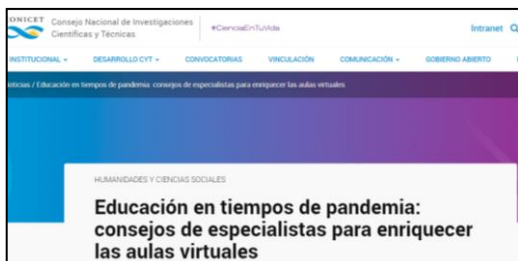 ONICET
Consejo Nacional de Investigaciones
Científicas y Técnicas
#CienciaEnTuVida
Intranet
INSTITUCIONAL
DESARROLLO CYT
CONVOCATORIAS
VINCULACIÓN
COMUNICACIÓN
GOBIERNO ABIERTO
Noticias / Educación en tiempos de pandemia: consejos de especialistas para enriquecer las aulas virtuales
HUMANIDADES Y CIENCIAS SOCIALES
Educación en tiempos de pandemia:
consejos de especialistas para enriquecer
las aulas virtuales